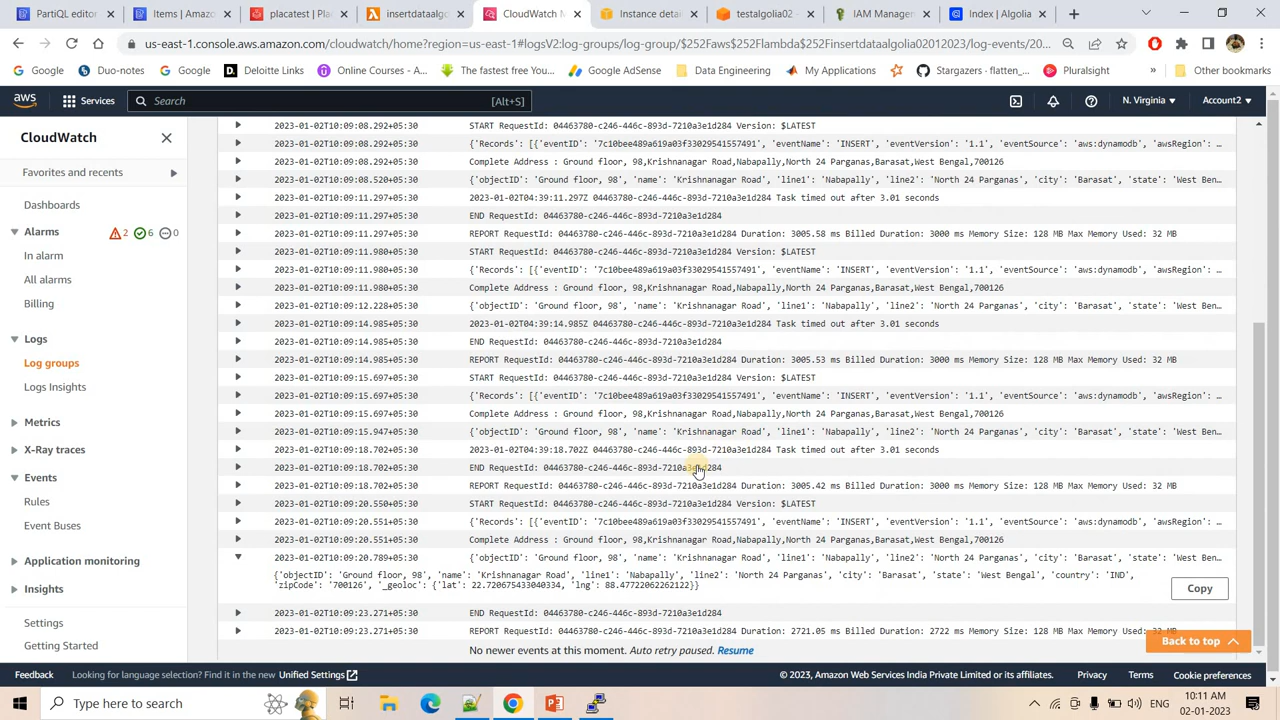 PartiQL editor
Items | Amaz
placatest | Pla
insertdataalgo
CloudWatch M
Instance detai
testalgolia02
IAM Manager
Index | Algolia
us-east-1.console.aws.amazon.com/cloudwatch/home?region=us-east-1#logsV2:log-groups/log-group/$252Faws$252Flambda$252Finsertdataalgolia02012023/log-events/20...
Google
Duo-notes
Google
Deloitte Links
Online Courses - A...
The fastest free You...
Google AdSense
Data Engineering
My Applications
Stargazers · flatten_...
Pluralsight
»
Other bookmarks
aws
Services
Search
[Alt+S]
N. Virginia
Account2
CloudWatch
Favorites and recents
Dashboards
Alarms 2 6 0
In alarm
All alarms
Billing
Logs
Log groups
Logs Insights
Metrics
X-Ray traces
Events
Rules
Event Buses
Application monitoring
Insights
Settings
Getting Started
2023-01-02T10:09:08.292+05:30 START RequestId: 04463780-c246-446c-893d-7210a3e1d284 Version: $LATEST
2023-01-02T10:09:08.292+05:30 {'Records': [{'eventID': '7c10bee489a619a03f33029541557491', 'eventName': 'INSERT', 'eventVersion': '1.1', 'eventSource': 'aws:dynamodb', 'awsRegion': …
2023-01-02T10:09:08.292+05:30 Complete Address : Ground floor, 98,Krishnanagar Road,Nabapally,North 24 Parganas,Barasat,West Bengal,700126
2023-01-02T10:09:08.520+05:30 {'objectID': 'Ground floor, 98', 'name': 'Krishnanagar Road', 'line1': 'Nabapally', 'line2': 'North 24 Parganas', 'city': 'Barasat', 'state': 'West Ben…
2023-01-02T10:09:11.297+05:30 2023-01-02T04:39:11.297Z 04463780-c246-446c-893d-7210a3e1d284 Task timed out after 3.01 seconds
2023-01-02T10:09:11.297+05:30 END RequestId: 04463780-c246-446c-893d-7210a3e1d284
2023-01-02T10:09:11.297+05:30 REPORT RequestId: 04463780-c246-446c-893d-7210a3e1d284 Duration: 3005.58 ms Billed Duration: 3000 ms Memory Size: 128 MB Max Memory Used: 32 MB
2023-01-02T10:09:11.980+05:30 START RequestId: 04463780-c246-446c-893d-7210a3e1d284 Version: $LATEST
2023-01-02T10:09:11.980+05:30 {'Records': [{'eventID': '7c10bee489a619a03f33029541557491', 'eventName': 'INSERT', 'eventVersion': '1.1', 'eventSource': 'aws:dynamodb', 'awsRegion': …
2023-01-02T10:09:11.980+05:30 Complete Address : Ground floor, 98,Krishnanagar Road,Nabapally,North 24 Parganas,Barasat,West Bengal,700126
2023-01-02T10:09:12.228+05:30 {'objectID': 'Ground floor, 98', 'name': 'Krishnanagar Road', 'line1': 'Nabapally', 'line2': 'North 24 Parganas', 'city': 'Barasat', 'state': 'West Ben…
2023-01-02T10:09:14.985+05:30 2023-01-02T04:39:14.985Z 04463780-c246-446c-893d-7210a3e1d284 Task timed out after 3.01 seconds
2023-01-02T10:09:14.985+05:30 END RequestId: 04463780-c246-446c-893d-7210a3e1d284
2023-01-02T10:09:14.985+05:30 REPORT RequestId: 04463780-c246-446c-893d-7210a3e1d284 Duration: 3005.53 ms Billed Duration: 3000 ms Memory Size: 128 MB Max Memory Used: 32 MB
2023-01-02T10:09:15.697+05:30 START RequestId: 04463780-c246-446c-893d-7210a3e1d284 Version: $LATEST
2023-01-02T10:09:15.697+05:30 {'Records': [{'eventID': '7c10bee489a619a03f33029541557491', 'eventName': 'INSERT', 'eventVersion': '1.1', 'eventSource': 'aws:dynamodb', 'awsRegion': …
2023-01-02T10:09:15.697+05:30 Complete Address : Ground floor, 98,Krishnanagar Road,Nabapally,North 24 Parganas,Barasat,West Bengal,700126
2023-01-02T10:09:15.947+05:30 {'objectID': 'Ground floor, 98', 'name': 'Krishnanagar Road', 'line1': 'Nabapally', 'line2': 'North 24 Parganas', 'city': 'Barasat', 'state': 'West Ben…
2023-01-02T10:09:18.702+05:30 2023-01-02T04:39:18.702Z 04463780-c246-446c-893d-7210a3e1d284 Task timed out after 3.01 seconds
2023-01-02T10:09:18.702+05:30 END RequestId: 04463780-c246-446c-893d-7210a3e1d284
2023-01-02T10:09:18.702+05:30 REPORT RequestId: 04463780-c246-446c-893d-7210a3e1d284 Duration: 3005.42 ms Billed Duration: 3000 ms Memory Size: 128 MB Max Memory Used: 32 MB
2023-01-02T10:09:20.550+05:30 START RequestId: 04463780-c246-446c-893d-7210a3e1d284 Version: $LATEST
2023-01-02T10:09:20.551+05:30 {'Records': [{'eventID': '7c10bee489a619a03f33029541557491', 'eventName': 'INSERT', 'eventVersion': '1.1', 'eventSource': 'aws:dynamodb', 'awsRegion': …
2023-01-02T10:09:20.551+05:30 Complete Address : Ground floor, 98,Krishnanagar Road,Nabapally,North 24 Parganas,Barasat,West Bengal,700126
2023-01-02T10:09:20.789+05:30 {'objectID': 'Ground floor, 98', 'name': 'Krishnanagar Road', 'line1': 'Nabapally', 'line2': 'North 24 Parganas', 'city': 'Barasat', 'state': 'West Ben…
{'objectID': 'Ground floor, 98', 'name': 'Krishnanagar Road', 'line1': 'Nabapally', 'line2': 'North 24 Parganas', 'city': 'Barasat', 'state': 'West Bengal', 'country': 'IND',
'zipCode': '700126', '_geoloc': {'lat': 22.720675433040334, 'lng': 88.47722062262122}}
Copy
2023-01-02T10:09:23.271+05:30 END RequestId: 04463780-c246-446c-893d-7210a3e1d284
2023-01-02T10:09:23.271+05:30 REPORT RequestId: 04463780-c246-446c-893d-7210a3e1d284 Duration: 2721.05 ms Billed Duration: 2722 ms Memory Size: 128 MB Max Memory Used: 32 MB
Back to top
No newer events at this moment. Auto retry paused. Resume
Feedback
Looking for language selection? Find it in the new Unified Settings
© 2023, Amazon Web Services India Private Limited or its affiliates.
Privacy
Terms
Cookie preferences
Type here to search
ENG
10:11 AM
02-01-2023